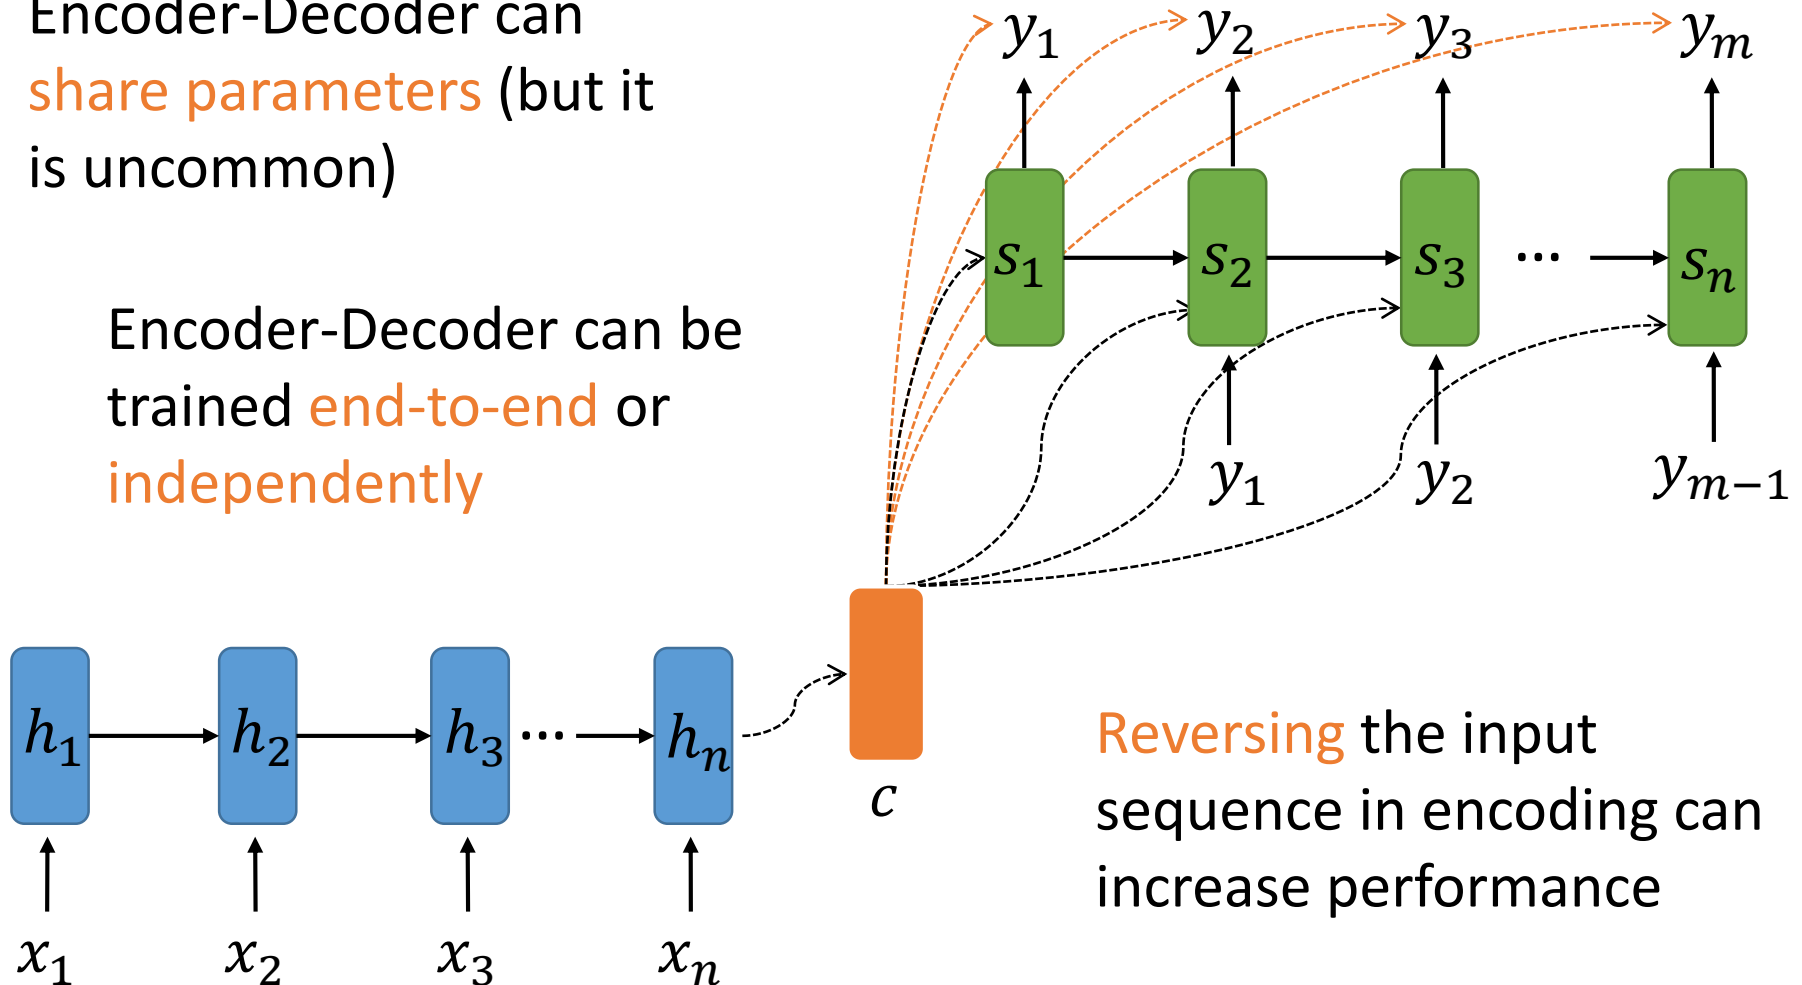 Encoder-Decoder can
share parameters (but it
is uncommon)
Encoder-Decoder can be
trained end-to-end or
independently
y₁ y₂ y₃ yₘ
s₁ s₂ s₃ ... sₙ
y₁ y₂ yₘ₋₁
h₁ h₂ h₃ ... hₙ
c
x₁ x₂ x₃ xₙ
Reversing the input
sequence in encoding can
increase performance